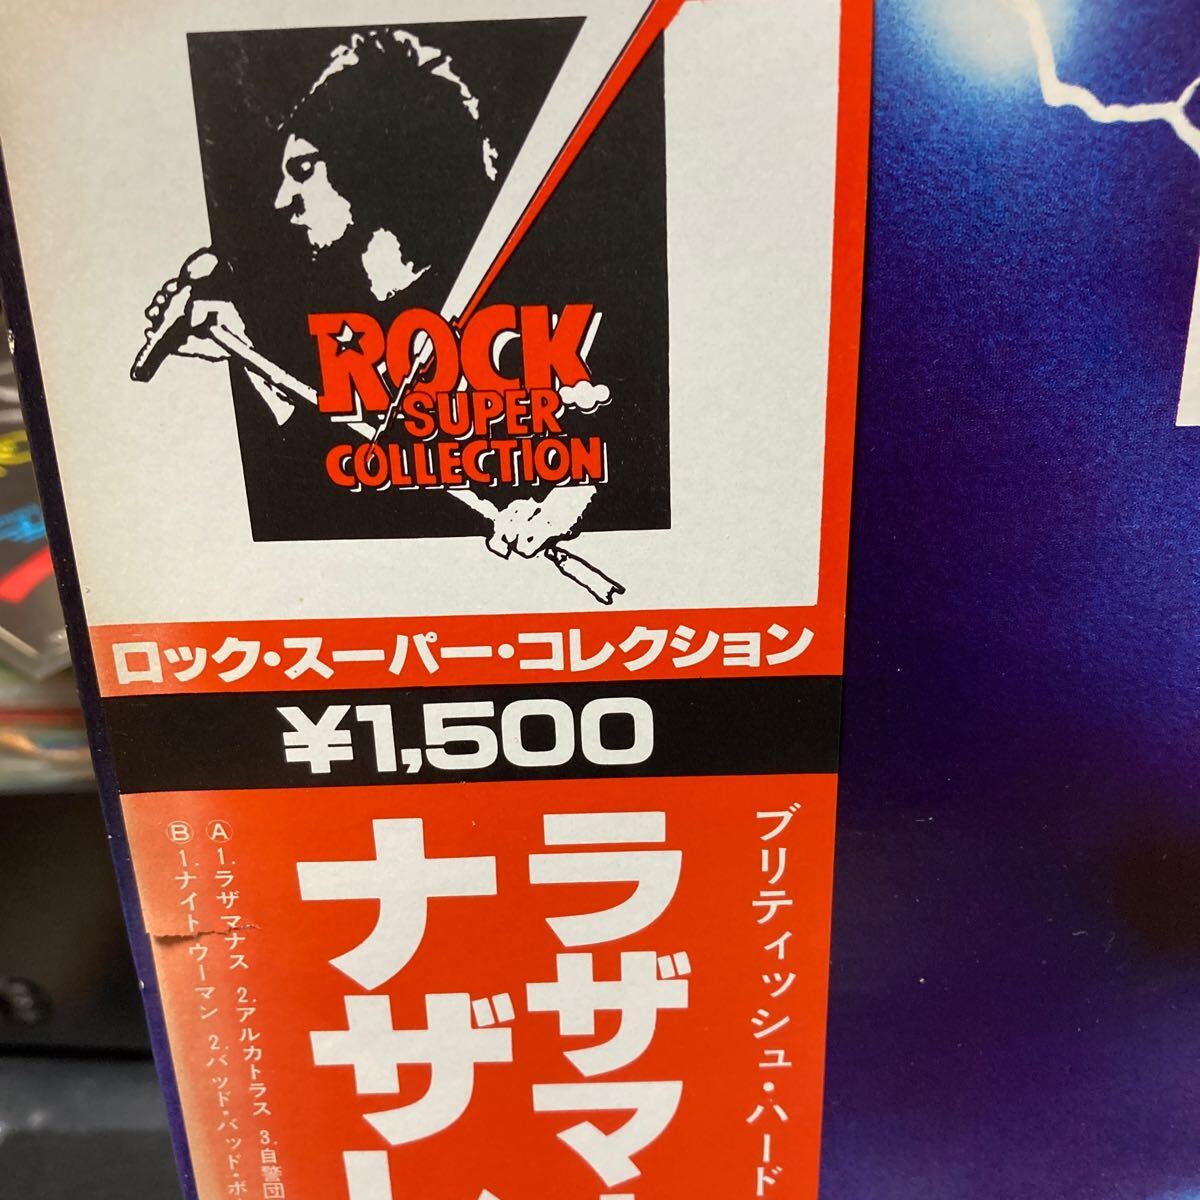 ROCK
SUPER
COLLECTION
ロック・スーパー・コレクション
¥1,500
ブリティッシュ・ハード
ラザマ
ナザ
Ⓐ1.ラザマナス 2.アルカトラス 3.自警団
Ⓑ1.ナイト・ウーマン 2.バッド・バッド・ボ